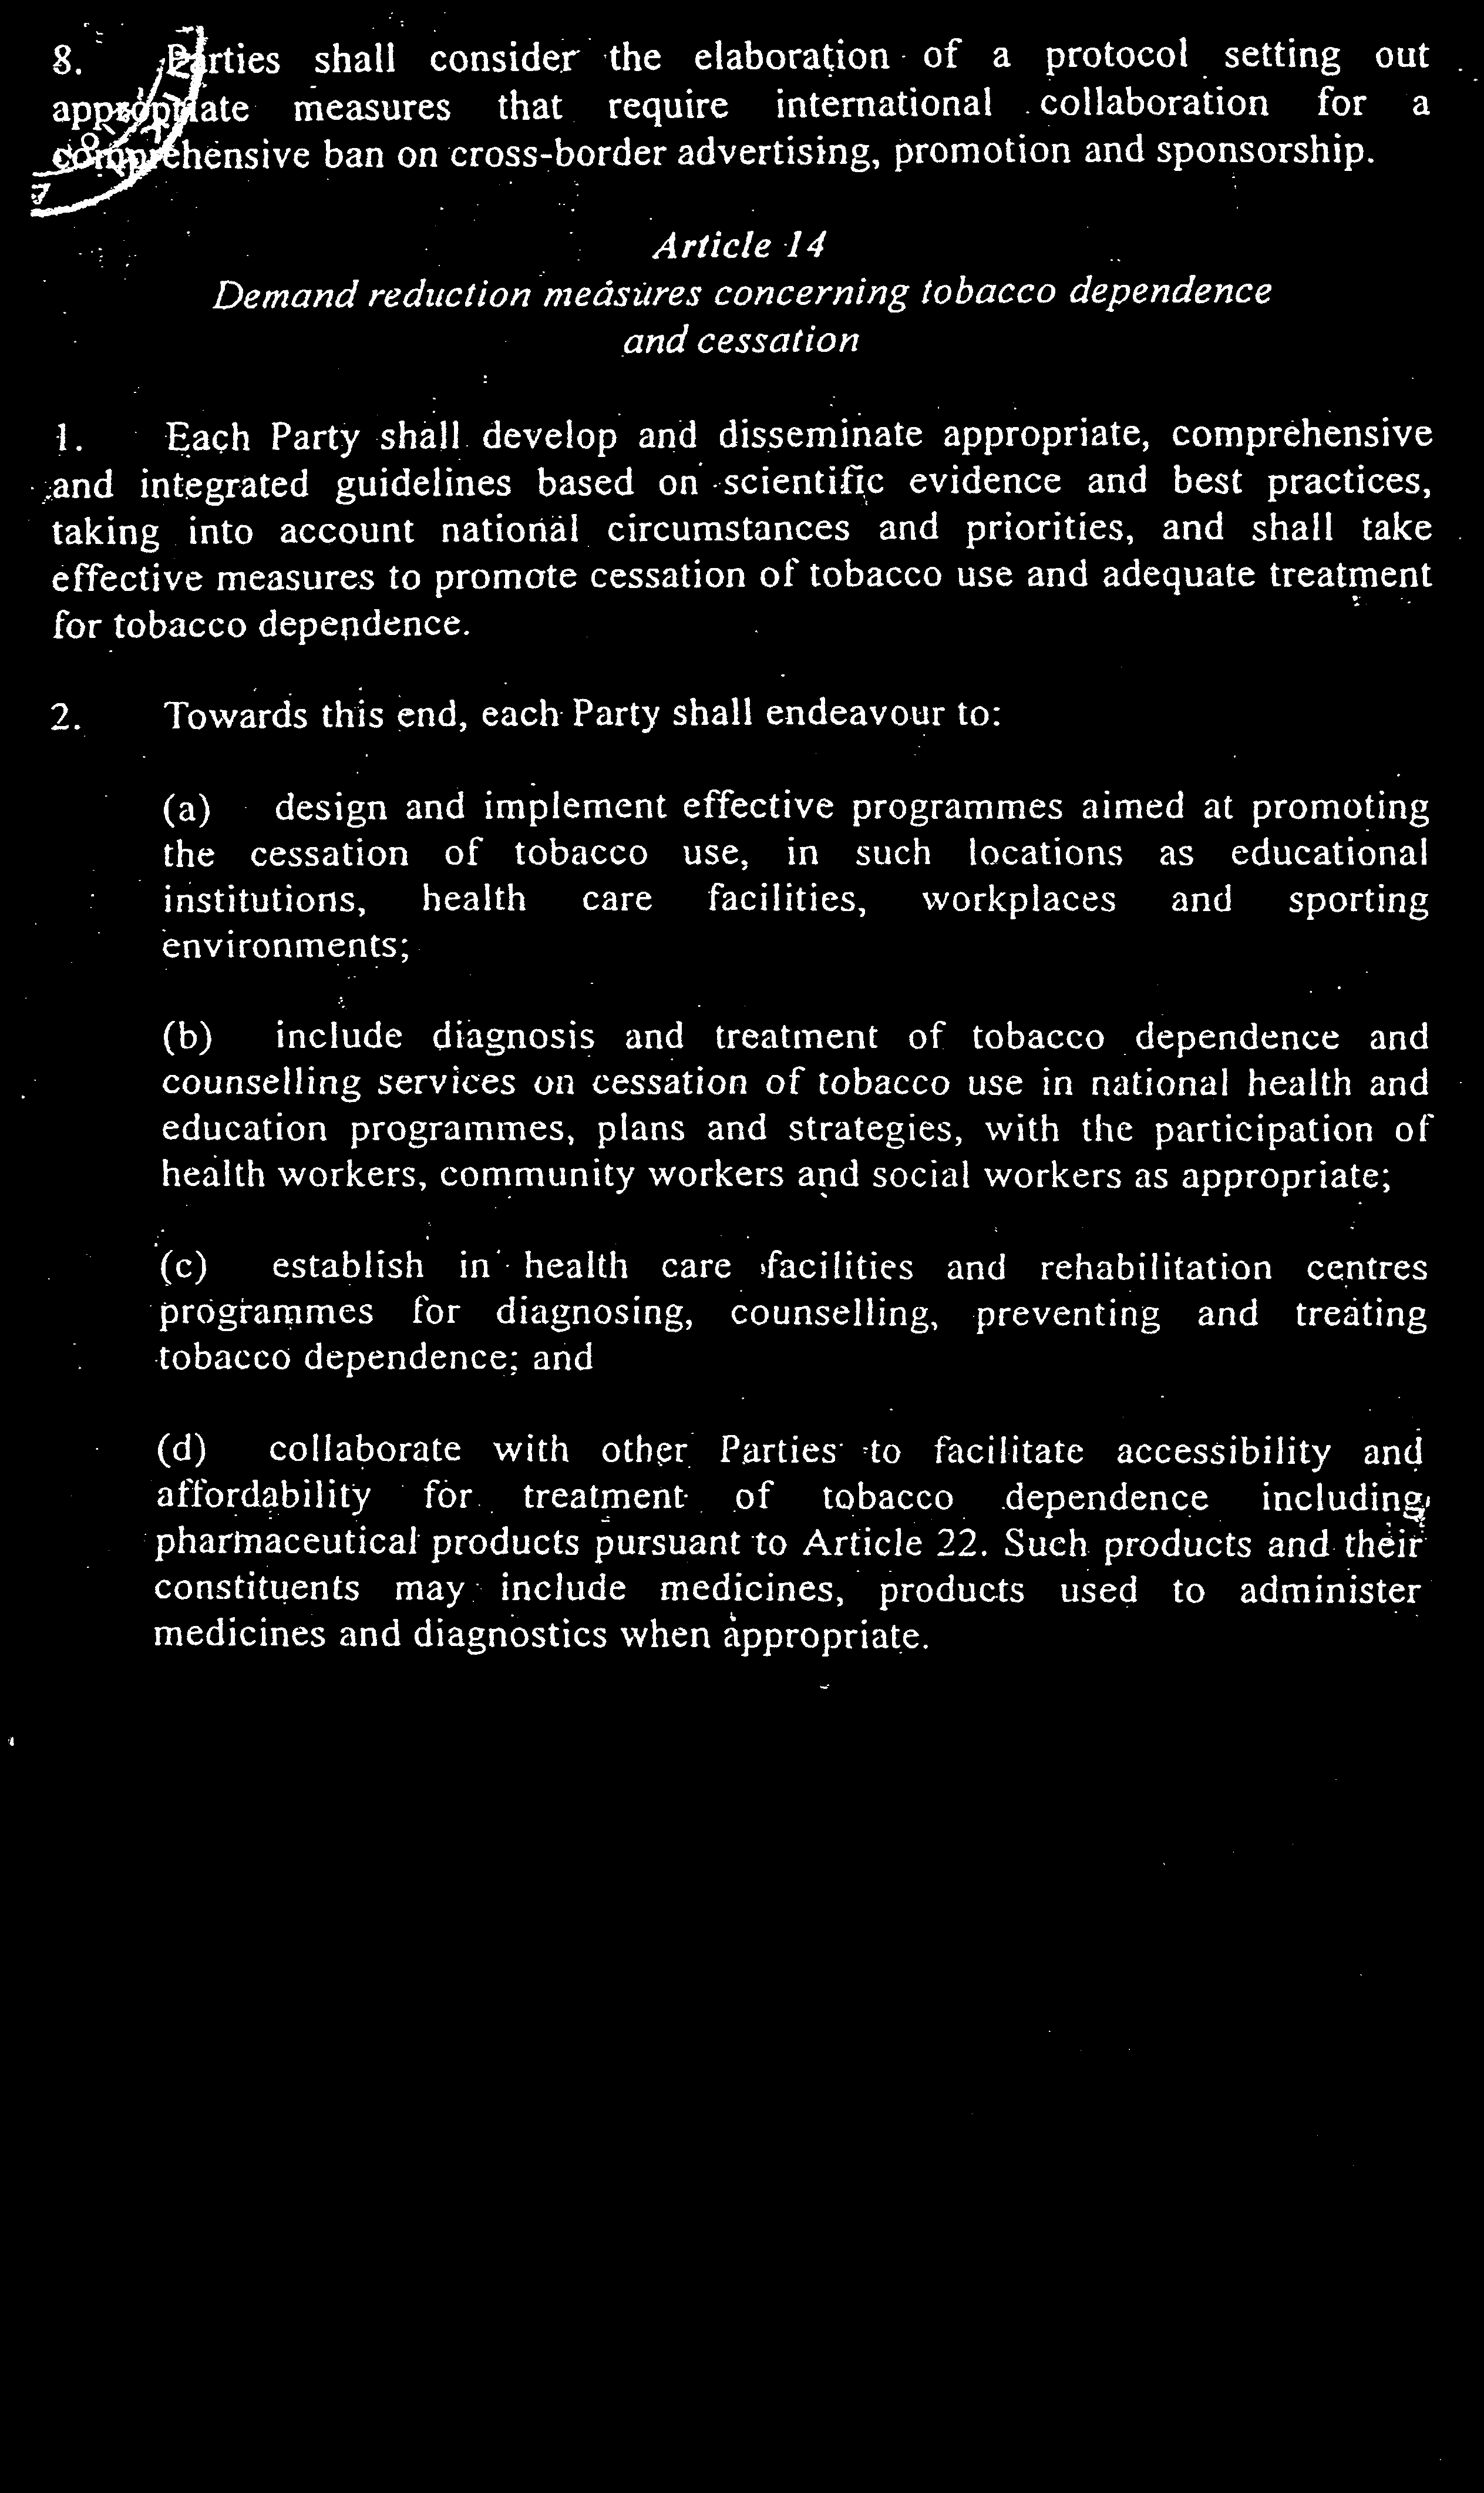 8. Parties shall consider the elaboration of a protocol setting out
appropriate measures that require international collaboration for a
comprehensive ban on cross-border advertising, promotion and sponsorship.
Article 14
Demand reduction measures concerning tobacco dependence
and cessation
1. Each Party shall develop and disseminate appropriate, comprehensive
and integrated guidelines based on scientific evidence and best practices,
taking into account national circumstances and priorities, and shall take
effective measures to promote cessation of tobacco use and adequate treatment
for tobacco dependence.
2. Towards this end, each Party shall endeavour to:
(a) design and implement effective programmes aimed at promoting
the cessation of tobacco use, in such locations as educational
institutions, health care facilities, workplaces and sporting
environments;
(b) include diagnosis and treatment of tobacco dependence and
counselling services on cessation of tobacco use in national health and
education programmes, plans and strategies, with the participation of
health workers, community workers and social workers as appropriate;
(c) establish in health care facilities and rehabilitation centres
programmes for diagnosing, counselling, preventing and treating
tobacco dependence; and
(d) collaborate with other Parties to facilitate accessibility and
affordability for treatment of tobacco dependence including
pharmaceutical products pursuant to Article 22. Such products and their
constituents may include medicines, products used to administer
medicines and diagnostics when appropriate.